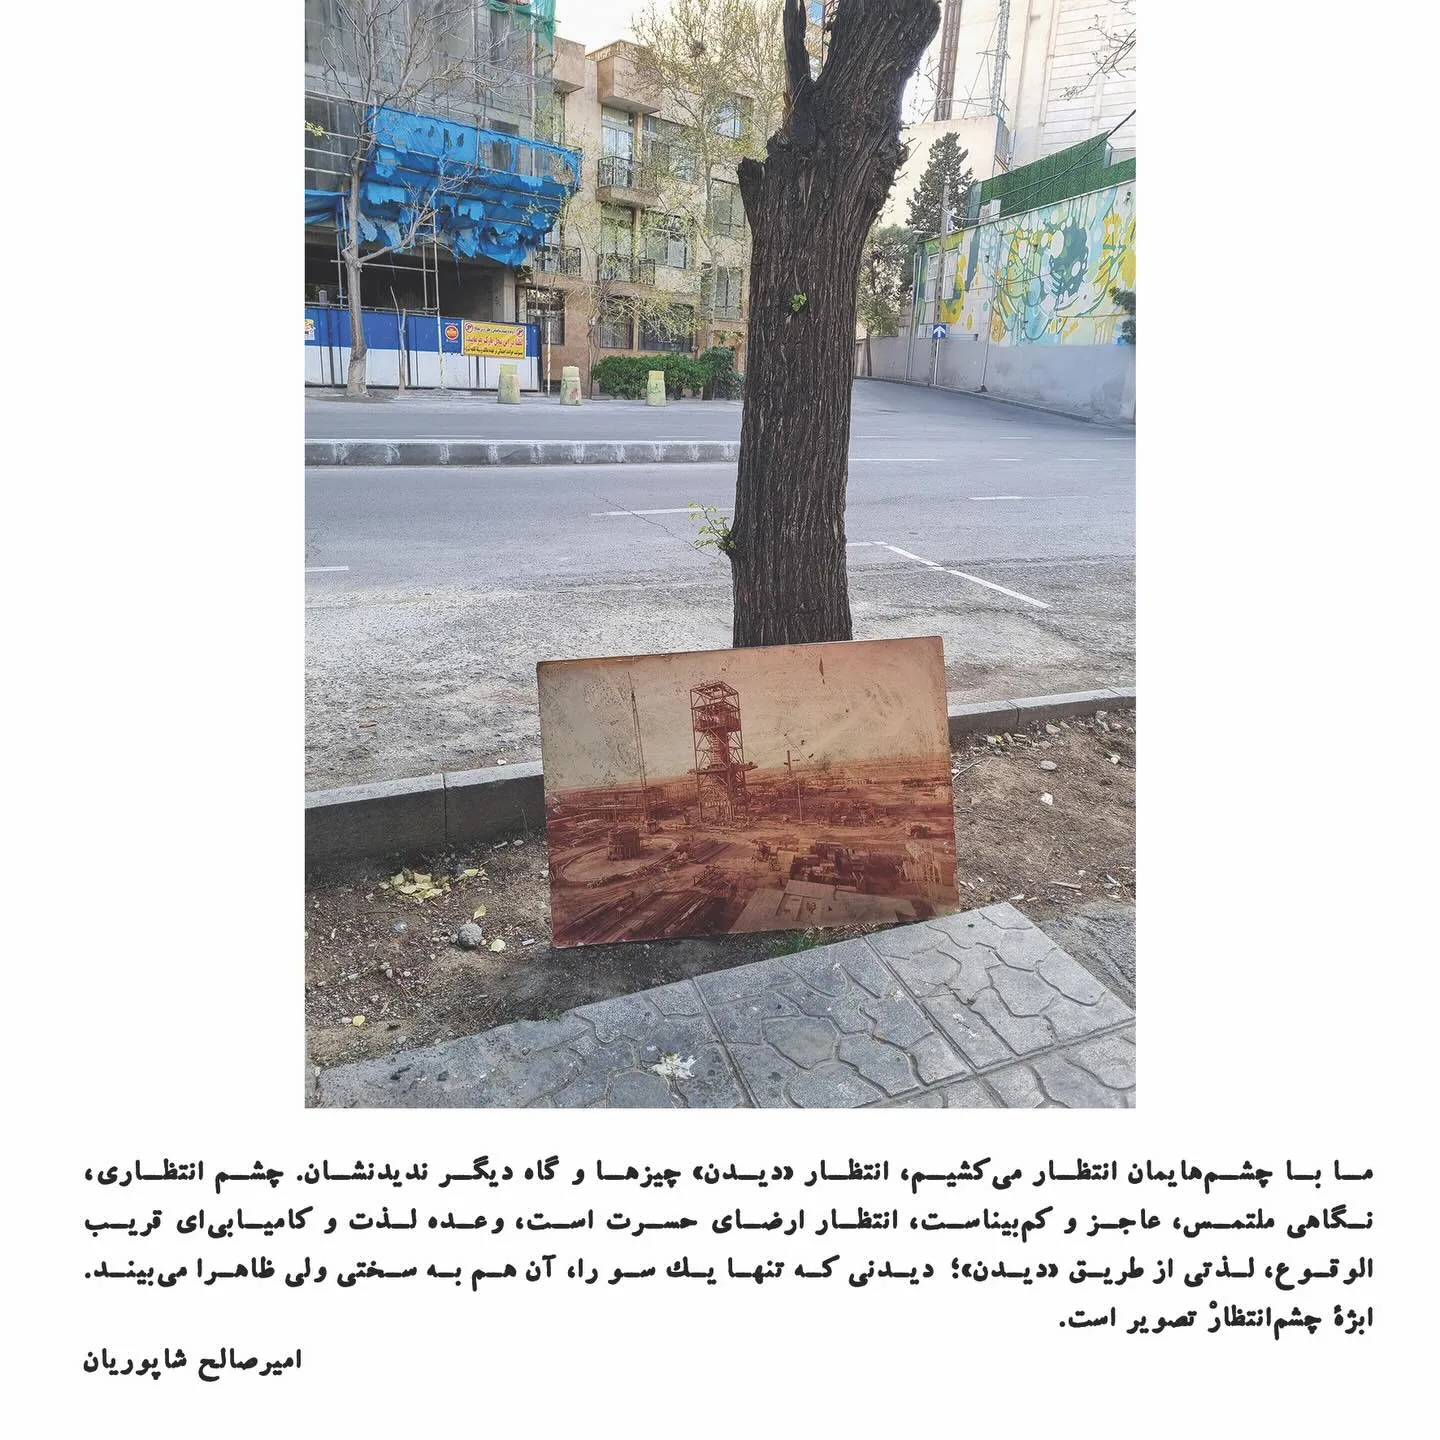 ما با چشم‌هایمان انتظار می‌کشیم، انتظار «دیدن» چیزها و گاه دیگر ندیدنشان. چشم انتظاری،
نگاهی ملتمس، عاجز و کم‌بیناست، انتظار ارضای حسرت است، وعده لذت و کامیابی‌ای قریب
الوقوع، لذتی از طریق «دیدن»؛ دیدنی که تنها یک سو را، آن هم به سختی ولی ظاهرا می‌بیند.
ابژهٔ چشم‌انتظارْ تصویر است.
امیرصالح شاپوریان